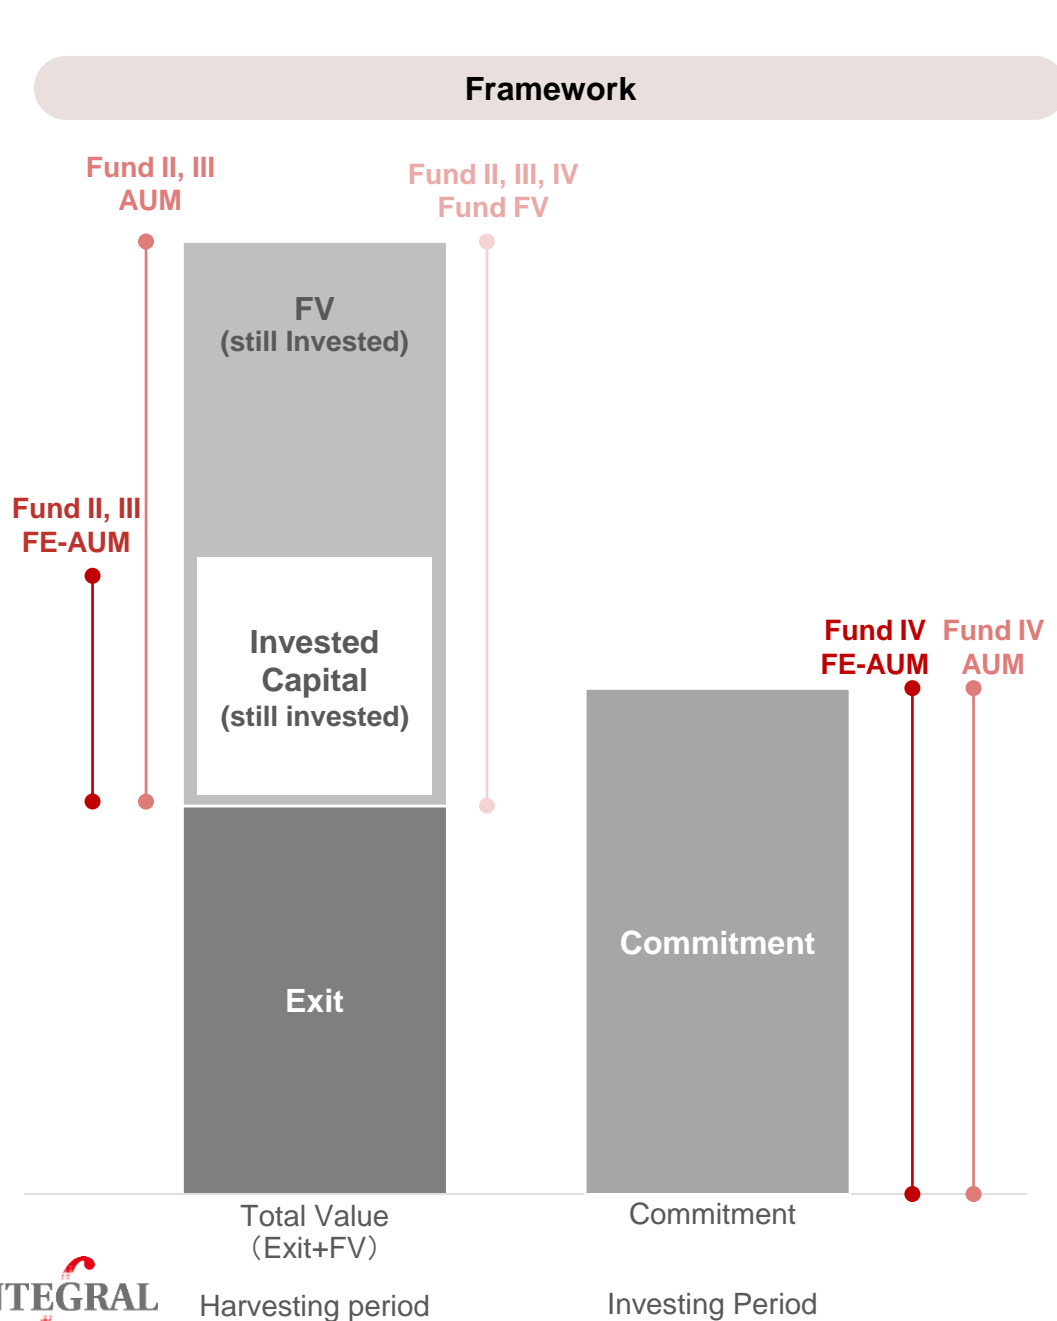 Framework
Fund II, III
AUM
Fund II, III, IV
Fund FV
FV
(still Invested)
Fund II, III
FE-AUM
Invested
Capital
(still invested)
Fund IV
FE-AUM
Fund IV
AUM
Commitment
Exit
Total Value
（Exit+FV）
Commitment
Harvesting period
Investing Period
NTEGRAL